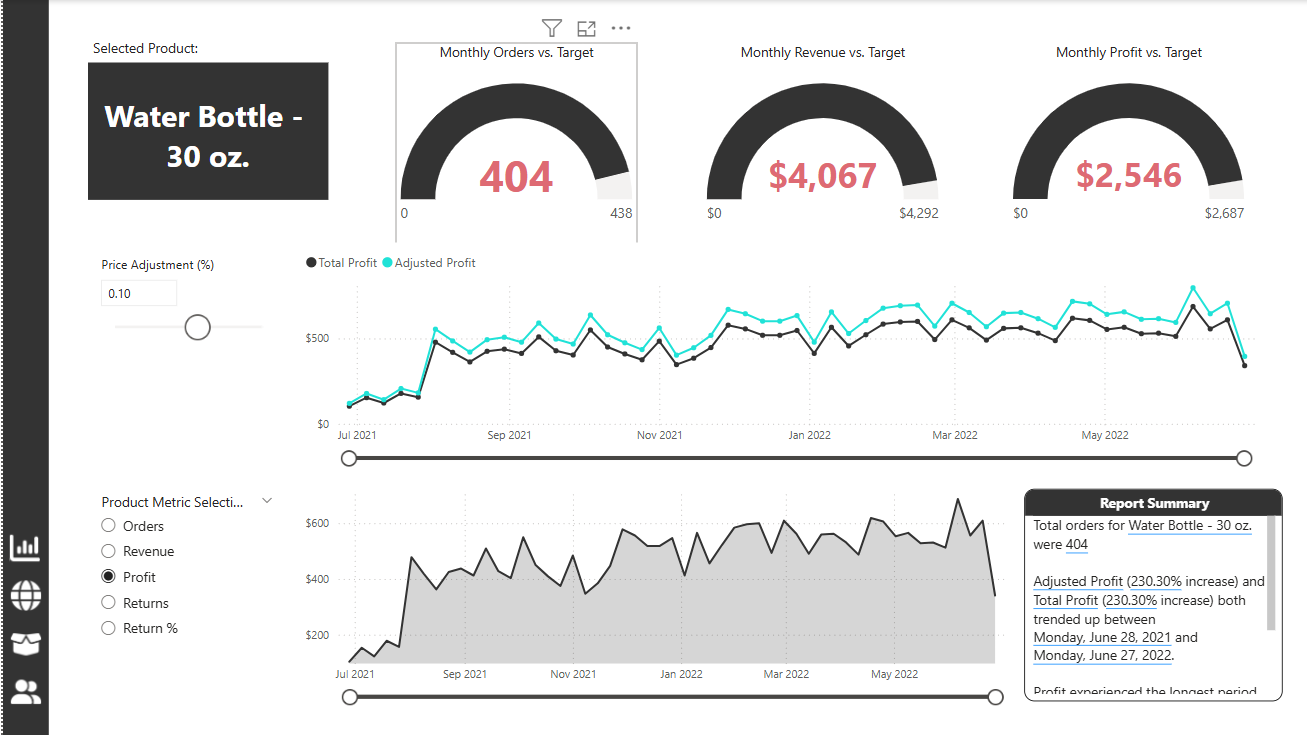 Selected Product:
Water Bottle -
30 oz.
Monthly Orders vs. Target
404
0
438
Monthly Revenue vs. Target
$4,067
$0
$4,292
Monthly Profit vs. Target
$2,546
$0
$2,687
Price Adjustment (%)
0.10
Total Profit
Adjusted Profit
$500
$0
Jul 2021
Sep 2021
Nov 2021
Jan 2022
Mar 2022
May 2022
Product Metric Selecti...
Orders
Revenue
Profit
Returns
Return %
$600
$400
$200
Jul 2021
Sep 2021
Nov 2021
Jan 2022
Mar 2022
May 2022
Report Summary
Total orders for Water Bottle - 30 oz.
were 404
Adjusted Profit (230.30% increase) and
Total Profit (230.30% increase) both
trended up between
Monday, June 28, 2021 and
Monday, June 27, 2022.
Profit experienced the longest period